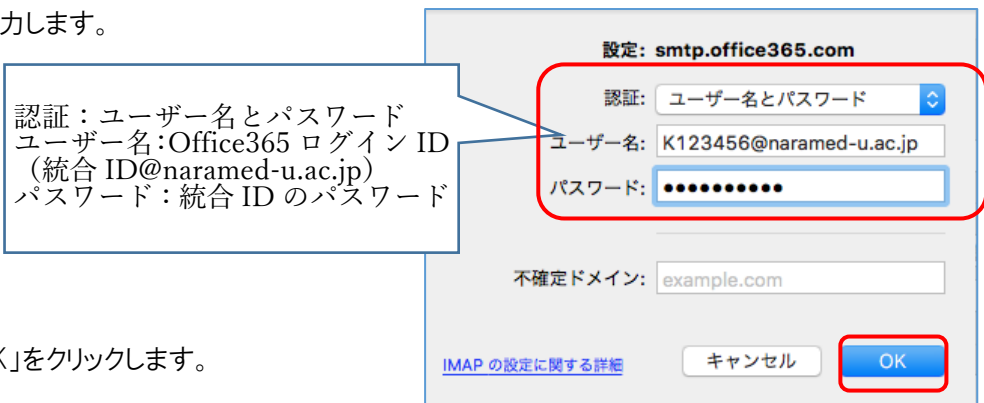 力します。
設定: smtp.office365.com
認証：ユーザー名とパスワード
ユーザー名：Office365 ログイン ID
（統合 ID@naramed-u.ac.jp）
パスワード：統合 ID のパスワード
認証: ユーザー名とパスワード
ユーザー名: K123456@naramed-u.ac.jp
パスワード: ●●●●●●●●●●
不確定ドメイン: example.com
」をクリックします。
IMAP の設定に関する詳細 キャンセル OK